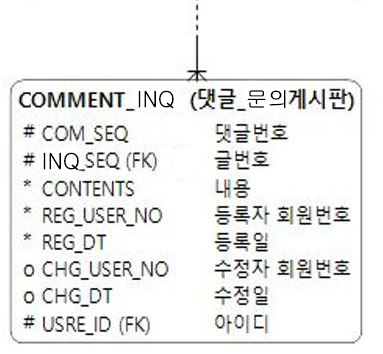 COMMENT_INQ (댓글_문의게시판)
# COM_SEQ 댓글번호
# INQ_SEQ (FK) 글번호
* CONTENTS 내용
* REG_USER_NO 등록자 회원번호
* REG_DT 등록일
o CHG_USER_NO 수정자 회원번호
o CHG_DT 수정일
# USRE_ID (FK) 아이디